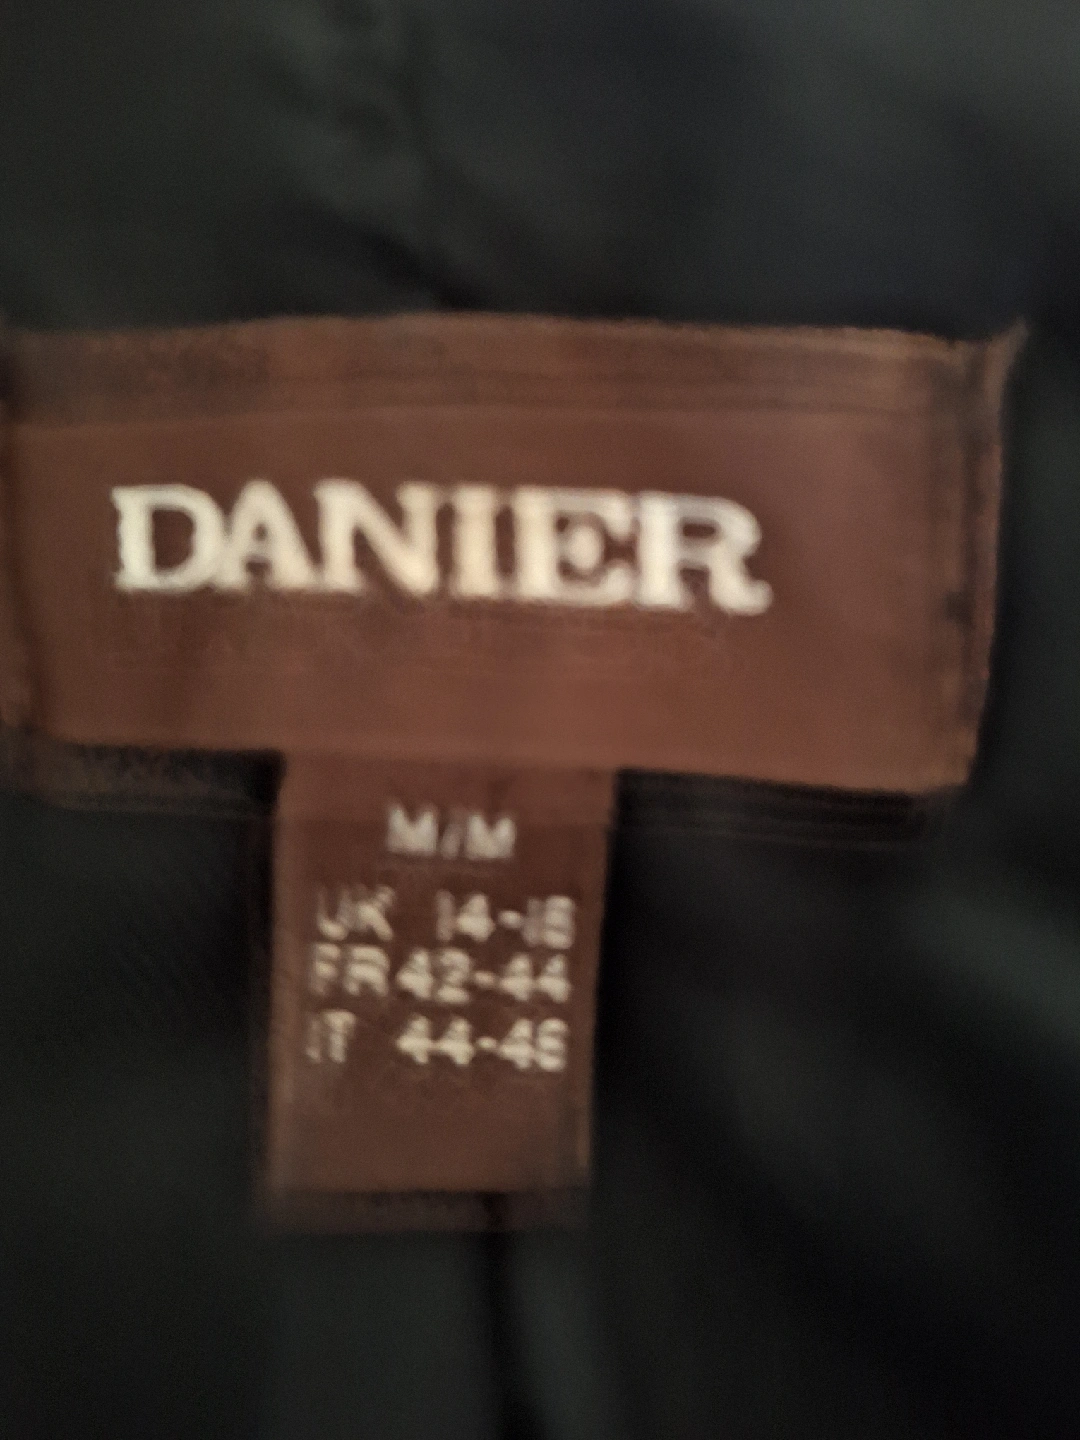 DANIER
M/M
UK 14-16
FR 42-44
IT 44-46